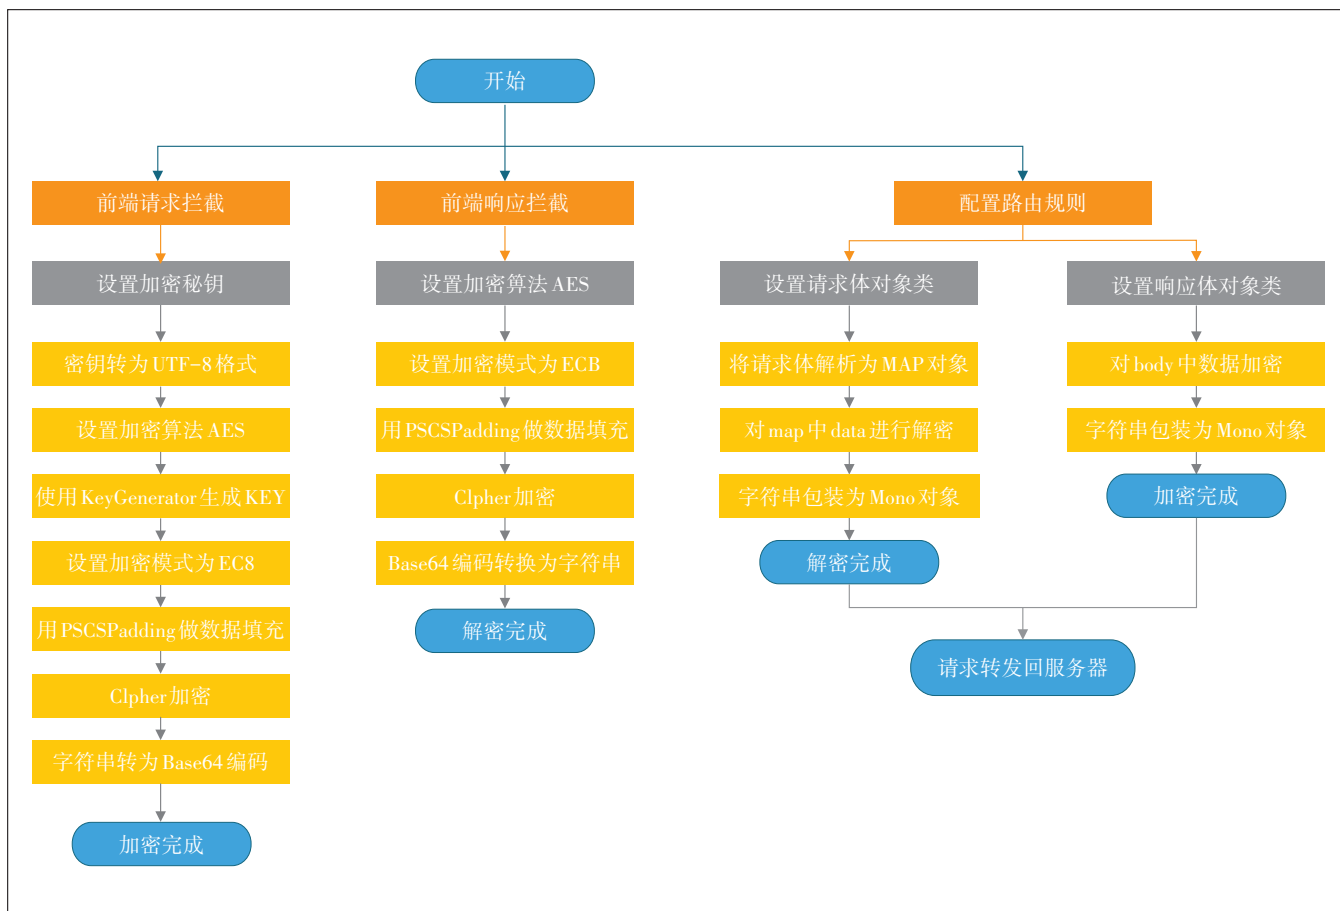 开始
前端请求拦截
设置加密秘钥
密钥转为UTF-8格式
设置加密算法AES
使用KeyGenerator生成KEY
设置加密模式为EC8
用PSCSPadding做数据填充
Clpher加密
字符串转为Base64编码
加密完成
前端响应拦截
设置加密算法AES
设置加密模式为ECB
用PSCSPadding做数据填充
Clpher加密
Base64编码转换为字符串
解密完成
配置路由规则
设置请求体对象类
将请求体解析为MAP对象
对map中data进行解密
字符串包装为Mono对象
解密完成
设置响应体对象类
对body中数据加密
字符串包装为Mono对象
加密完成
请求转发回服务器